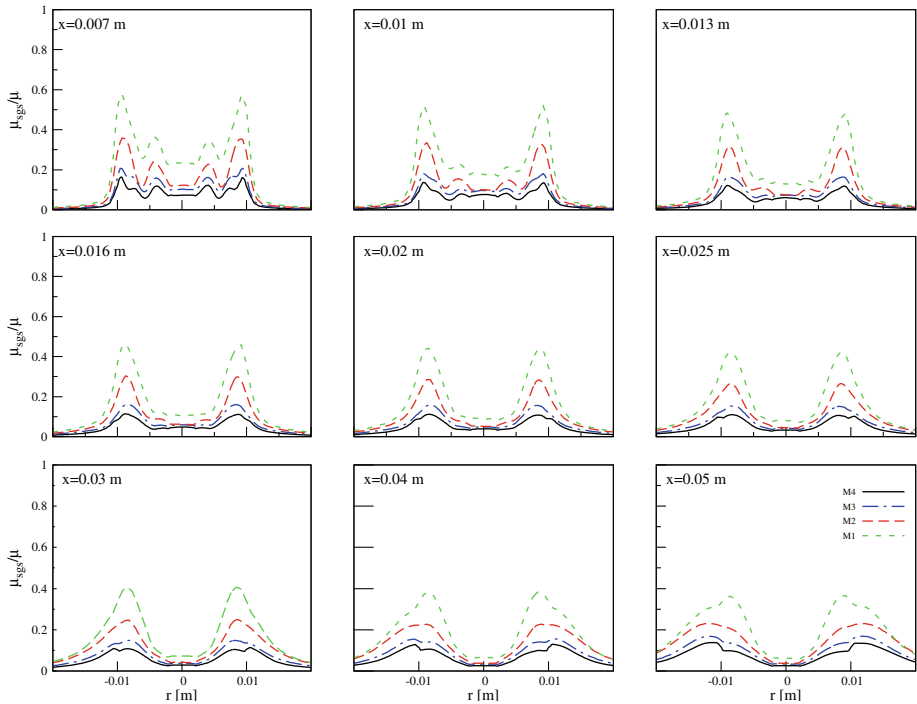 x=0.007 m
x=0.01 m
x=0.013 m
1
0.8
0.6
0.4
0.2
0
μsgs/μ
x=0.016 m
x=0.02 m
x=0.025 m
1
0.8
0.6
0.4
0.2
0
μsgs/μ
x=0.03 m
x=0.04 m
x=0.05 m
1
0.8
0.6
0.4
0.2
0
μsgs/μ
M4
M3
M2
M1
-0.01 0 0.01 -0.01 0 0.01 -0.01 0 0.01
r [m] r [m] r [m]